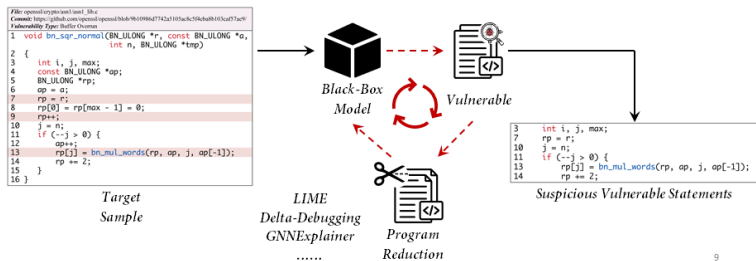 File: openssl/crypto/asn1/asn1_lib.c
Commit: https://github.com/openssl/openssl/blob/9b10986d7742a5105ac8c5f4eba8b103caf57ae9/
Vulnerability Type: Buffer Overrun
1 void bn_sqr_normal(BN_ULONG *r, const BN_ULONG *a,
int n, BN_ULONG *tmp)
2 {
3 int i, j, max;
4 const BN_ULONG *ap;
5 BN_ULONG *rp;
6 ap = a;
7 rp = r;
8 rp[0] = rp[max - 1] = 0;
9 rp++;
10 j = n;
11 if (--j > 0) {
12 ap++;
13 rp[j] = bn_mul_words(rp, ap, j, ap[-1]);
14 rp += 2;
15 }
16 }
Target
Sample
Black-Box
Model
Vulnerable
LIME
Delta-Debugging
GNNExplainer
......
Program
Reduction
3 int i, j, max;
7 rp = r;
10 j = n;
11 if (--j > 0) {
13 rp[j] = bn_mul_words(rp, ap, j, ap[-1]);
14 rp += 2;
Suspicious Vulnerable Statements
9